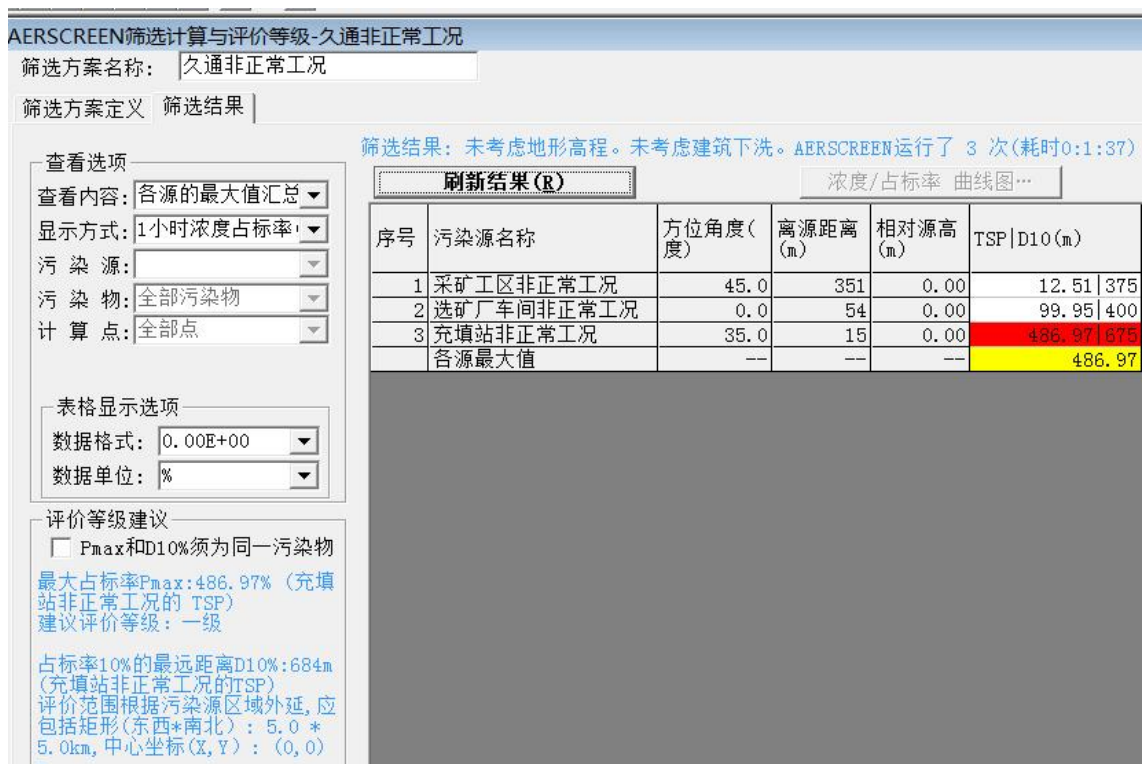 AERSCREEN筛选计算与评价等级-久通非正常工况
筛选方案名称: 久通非正常工况
筛选方案定义 筛选结果
筛选结果: 未考虑地形高程。未考虑建筑下洗。AERSCREEN运行了 3 次(耗时0:1:37)
查看选项
查看内容: 各源的最大值汇总
显示方式: 1小时浓度占标率
污 染 源:
污 染 物: 全部污染物
计 算 点: 全部点
刷新结果(R) 浓度/占标率 曲线图…
序号 污染源名称 方位角度(度) 离源距离(m) 相对源高(m) TSP|D10(m)
1 采矿工区非正常工况 45.0 351 0.00 12.51|375
2 选矿厂车间非正常工况 0.0 54 0.00 99.95|400
3 充填站非正常工况 35.0 15 0.00 486.97|675
各源最大值 -- -- -- 486.97
表格显示选项
数据格式: 0.00E+00
数据单位: %
评价等级建议
Pmax和D10%须为同一污染物
最大占标率Pmax:486.97% (充填
站非正常工况的 TSP)
建议评价等级: 一级
占标率10%的最远距离D10%:684m
(充填站非正常工况的TSP)
评价范围根据污染源区域外延,应
包括矩形(东西*南北): 5.0 *
5.0km,中心坐标(X,Y): (0,0)